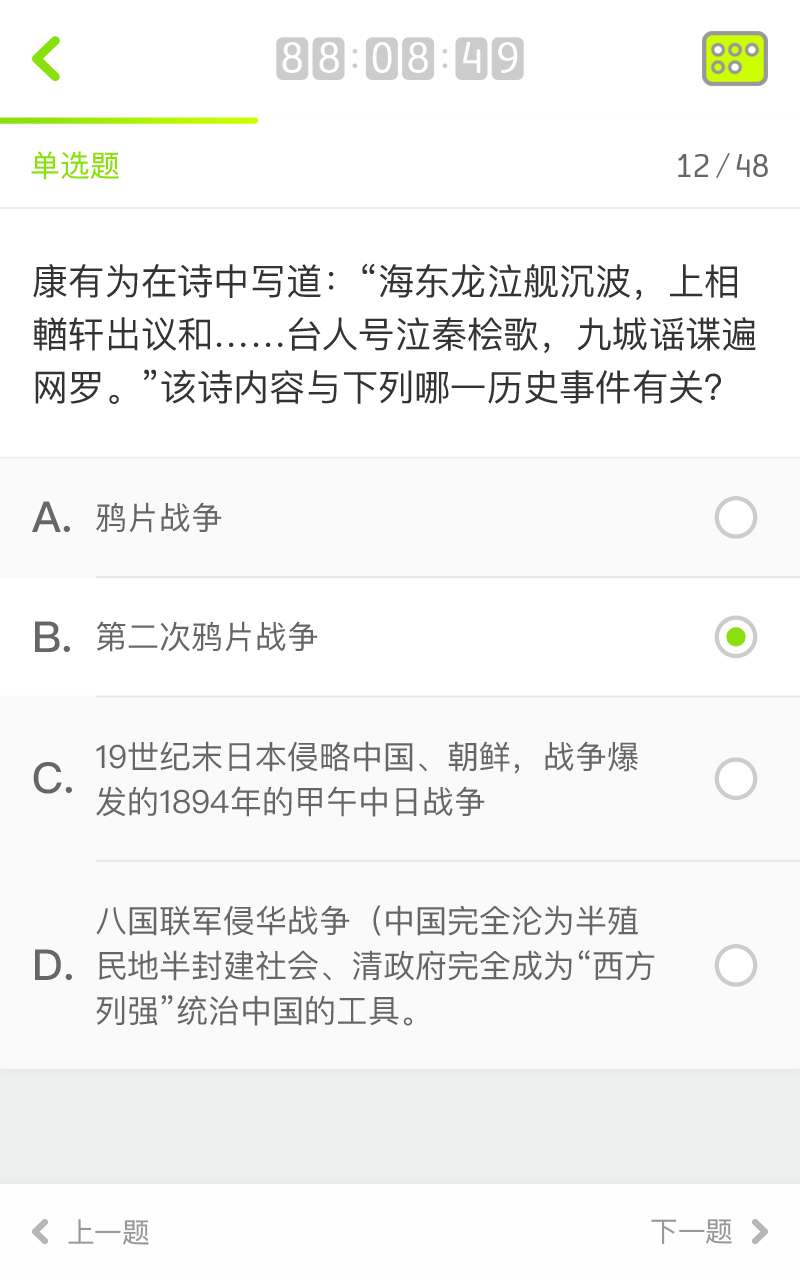 88:08:49
单选题
12/48
康有为在诗中写道：“海东龙泣舰沉波，上相
輶轩出议和……台人号泣秦桧歌，九城谣谍遍
网罗。”该诗内容与下列哪一历史事件有关?
A. 鸦片战争
B. 第二次鸦片战争
C. 19世纪末日本侵略中国、朝鲜，战争爆
发的1894年的甲午中日战争
D. 八国联军侵华战争（中国完全沦为半殖
民地半封建社会、清政府完全成为“西方
列强”统治中国的工具。
上一题
下一题